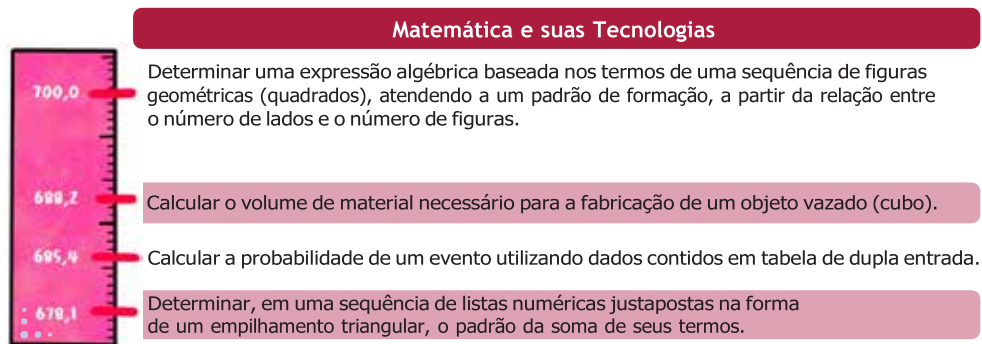 Matemática e suas Tecnologias
700,0
Determinar uma expressão algébrica baseada nos termos de uma sequência de figuras
geométricas (quadrados), atendendo a um padrão de formação, a partir da relação entre
o número de lados e o número de figuras.
Calcular o volume de material necessário para a fabricação de um objeto vazado (cubo).
685,4
Calcular a probabilidade de um evento utilizando dados contidos em tabela de dupla entrada.
Determinar, em uma sequência de listas numéricas justapostas na forma
de um empilhamento triangular, o padrão da soma de seus termos.